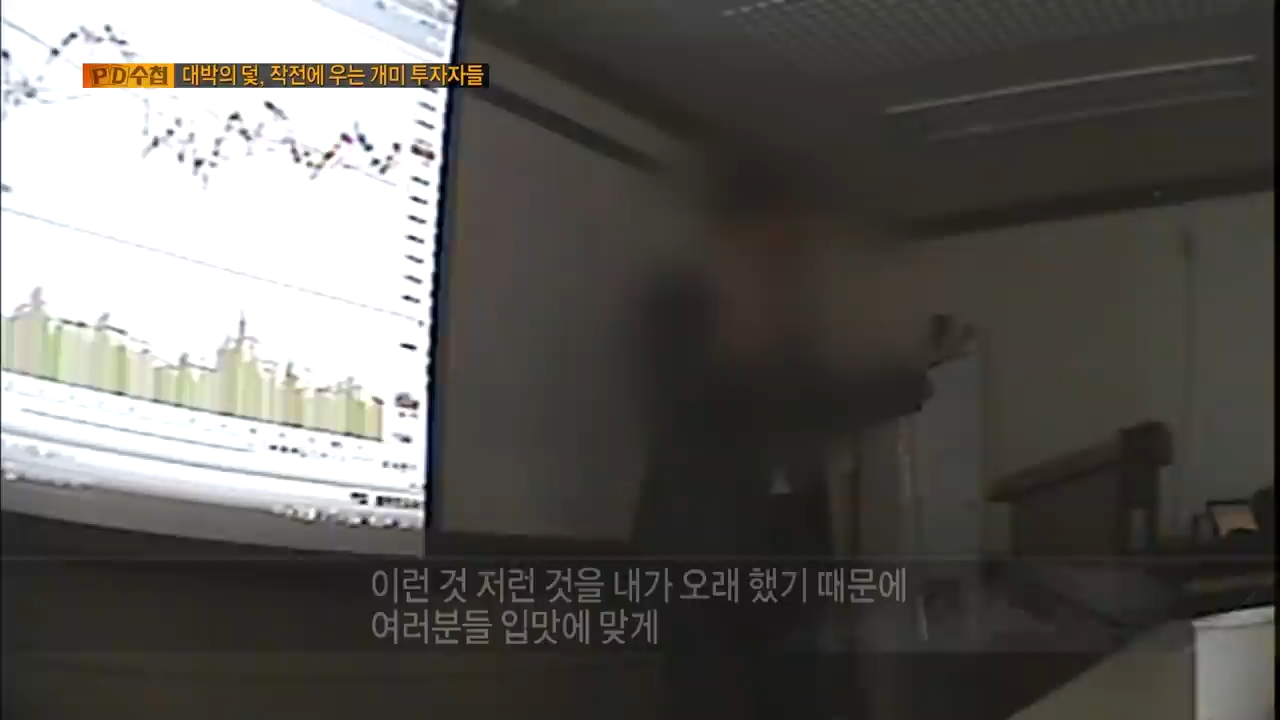 PD수첩 대박의 덫, 작전에 우는 개미 투자자들
이런 것 저런 것을 내가 오래 했기 때문에
여러분들 입맛에 맞게